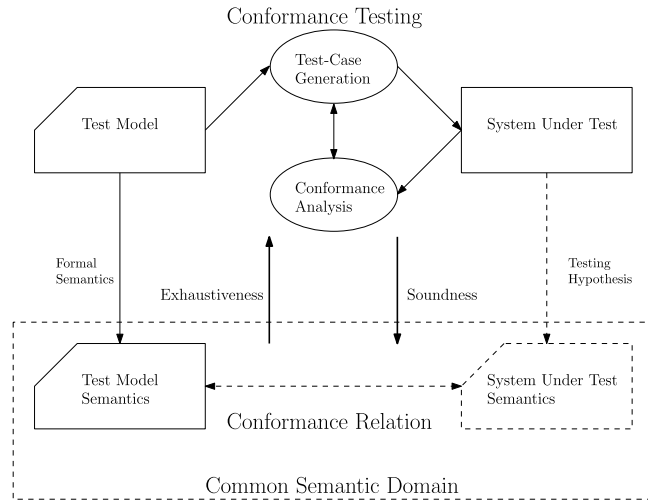 Conformance Testing
Test-Case
Generation
Test Model
System Under Test
Conformance
Analysis
Formal
Semantics
Testing
Hypothesis
Exhaustiveness
Soundness
Test Model
Semantics
System Under Test
Semantics
Conformance Relation
Common Semantic Domain